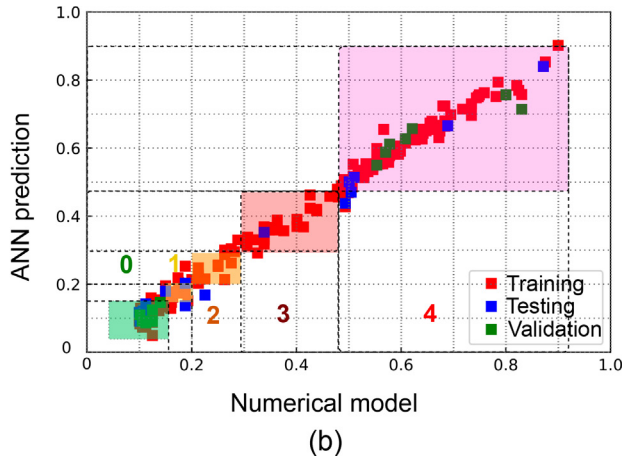 1.0
0.8
0.6
0.4
0.2
0
ANN prediction
0
1
2
3
4
Training
Testing
Validation
0 0.2 0.4 0.6 0.8 1.0
Numerical model
(b)